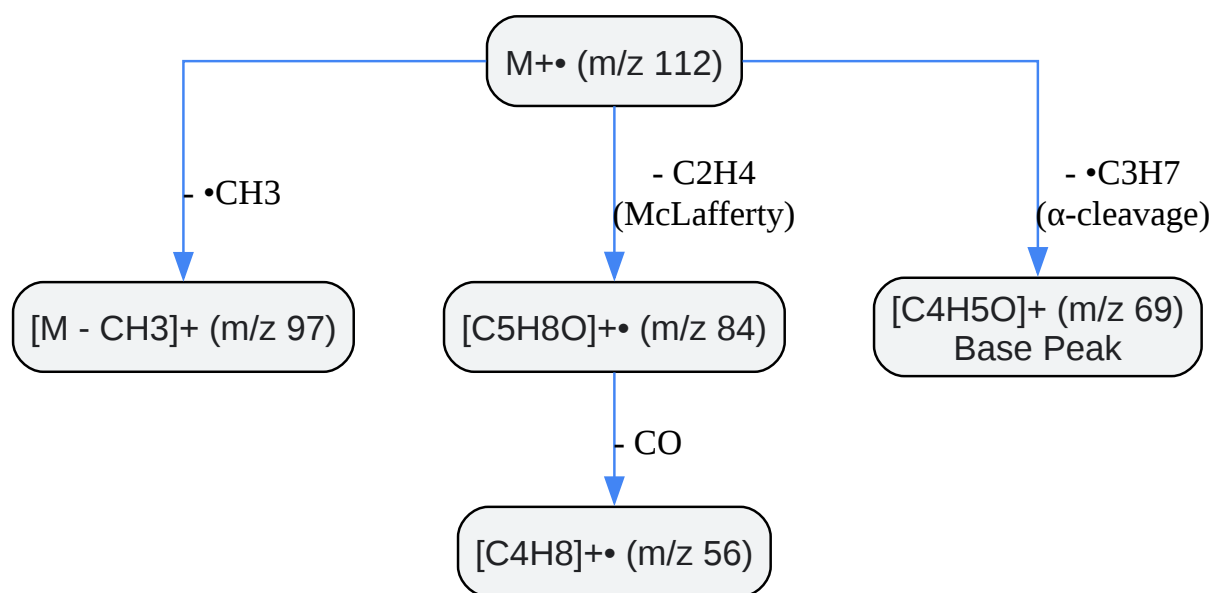 M+• (m/z 112)
- •CH3
- C2H4
(McLafferty)
- •C3H7
(α-cleavage)
[M - CH3]+ (m/z 97)
[C5H8O]+• (m/z 84)
[C4H5O]+ (m/z 69)
Base Peak
- CO
[C4H8]+• (m/z 56)